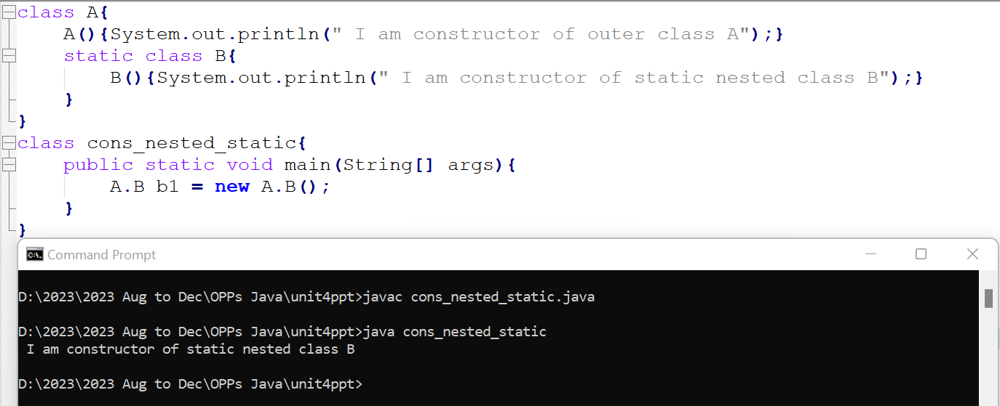 class A{
A(){System.out.println(" I am constructor of outer class A");}
static class B{
B(){System.out.println(" I am constructor of static nested class B");}
}
}
class cons_nested_static{
public static void main(String[] args){
A.B b1 = new A.B();
}
}
Command Prompt
D:\2023\2023 Aug to Dec\OPPs Java\unit4ppt>javac cons_nested_static.java
D:\2023\2023 Aug to Dec\OPPs Java\unit4ppt>java cons_nested_static
I am constructor of static nested class B
D:\2023\2023 Aug to Dec\OPPs Java\unit4ppt>